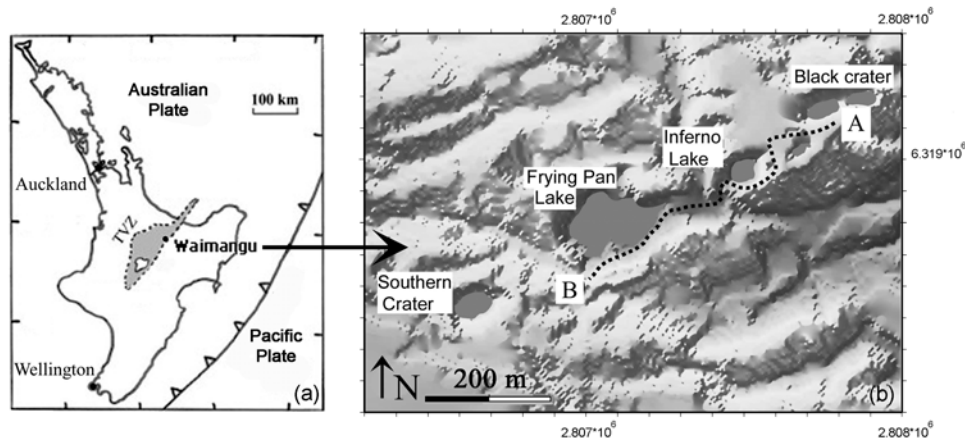 Australian
Plate
100 km
Auckland
TVZ
Waimangu
Pacific
Plate
Wellington
(a)
2.807*10⁶
2.808*10⁶
Black crater
A
Inferno
Lake
6.319*10⁶
Frying Pan
Lake
B
Southern
Crater
N
200 m
(b)
2.807*10⁶
2.808*10⁶